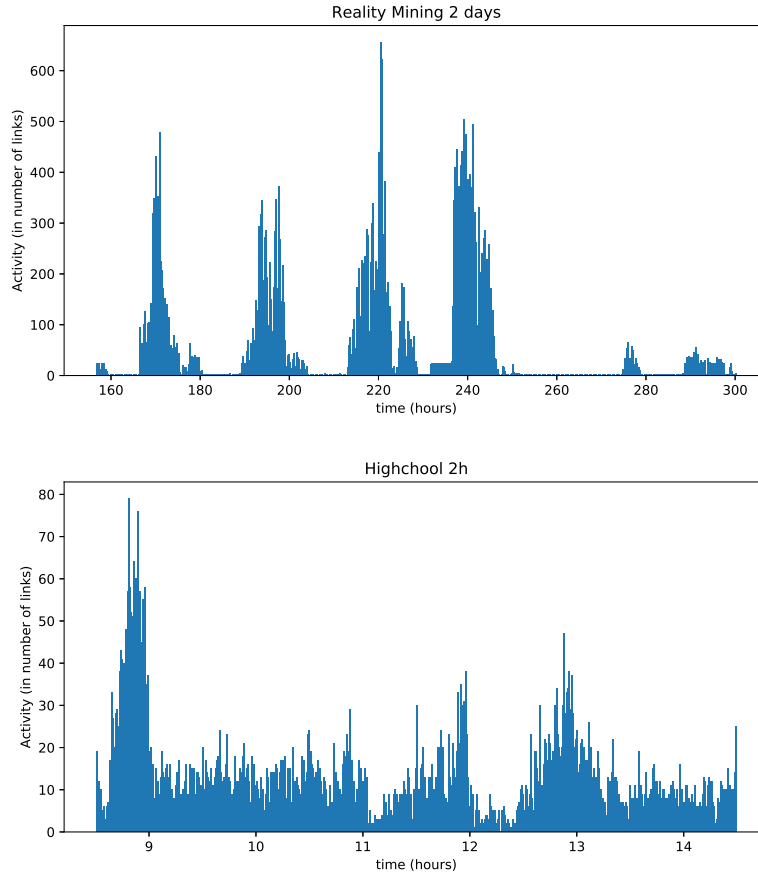 Reality Mining 2 days
600
500
400
300
200
100
0
Activity (in number of links)
160 180 200 220 240 260 280 300
time (hours)
Highchool 2h
80
70
60
50
40
30
20
10
0
Activity (in number of links)
9 10 11 12 13 14
time (hours)